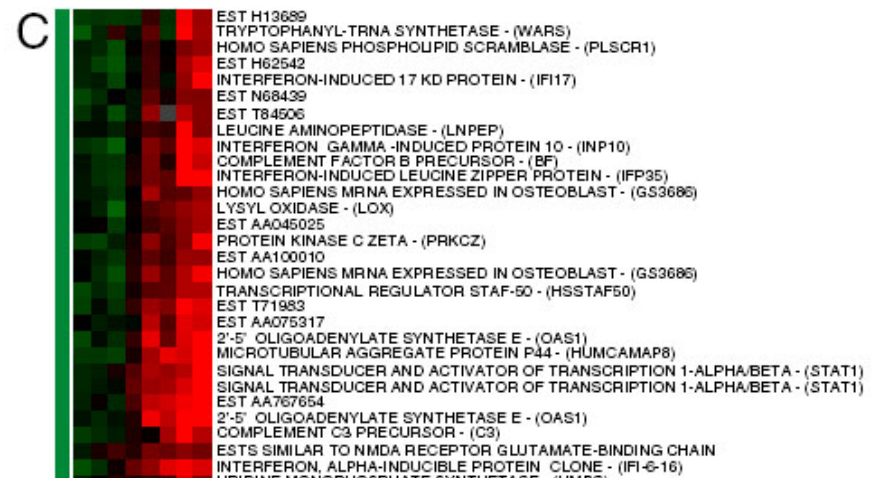 C
EST H13689
TRYPTOPHANYL-TRNA SYNTHETASE - (WARS)
HOMO SAPIENS PHOSPHOLIPID SCRAMBLASE - (PLSCR1)
EST H62542
INTERFERON-INDUCED 17 KD PROTEIN - (IFI17)
EST N68439
EST T84506
LEUCINE AMINOPEPTIDASE - (LNPEP)
INTERFERON GAMMA -INDUCED PROTEIN 10 - (INP10)
COMPLEMENT FACTOR B PRECURSOR - (BF)
INTERFERON-INDUCED LEUCINE ZIPPER PROTEIN - (IFP35)
HOMO SAPIENS MRNA EXPRESSED IN OSTEOBLAST - (GS3686)
LYSYL OXIDASE - (LOX)
EST AA045025
PROTEIN KINASE C ZETA - (PRKCZ)
EST AA100010
HOMO SAPIENS MRNA EXPRESSED IN OSTEOBLAST - (GS3686)
TRANSCRIPTIONAL REGULATOR STAF-50 - (HSSTAF50)
EST T71983
EST AA075317
2'-5' OLIGOADENYLATE SYNTHETASE E - (OAS1)
MICROTUBULAR AGGREGATE PROTEIN P44 - (HUMCAMAP8)
SIGNAL TRANSDUCER AND ACTIVATOR OF TRANSCRIPTION 1-ALPHA/BETA - (STAT1)
SIGNAL TRANSDUCER AND ACTIVATOR OF TRANSCRIPTION 1-ALPHA/BETA - (STAT1)
EST AA767654
2'-5' OLIGOADENYLATE SYNTHETASE E - (OAS1)
COMPLEMENT C3 PRECURSOR - (C3)
ESTS SIMILAR TO NMDA RECEPTOR GLUTAMATE-BINDING CHAIN
INTERFERON, ALPHA-INDUCIBLE PROTEIN CLONE - (IFI-6-16)